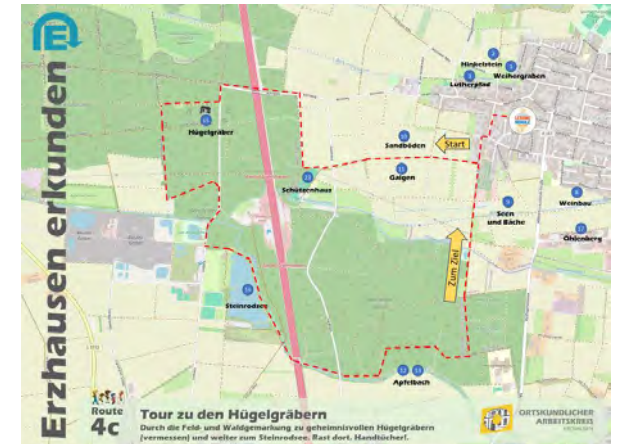 Erzhausen erkunden
Hinkelstein
Weihergraben
Lutherpfad
Hügelgräber
Sandböden
Start
Galgen
Schützenhaus
Seen
und Bäche
Weinbau
Ohlenberg
Zum Ziel
Steinrodsee
Apfelbach
Route
4c
Tour zu den Hügelgräbern
Durch die Feld- und Waldgemarkung zu geheimnisvollen Hügelgräbern
(vermessen) und weiter zum Steinrodsee. Rast dort. Handtücher!.
ORTSKUNDLICHER
ARBEITSKREIS